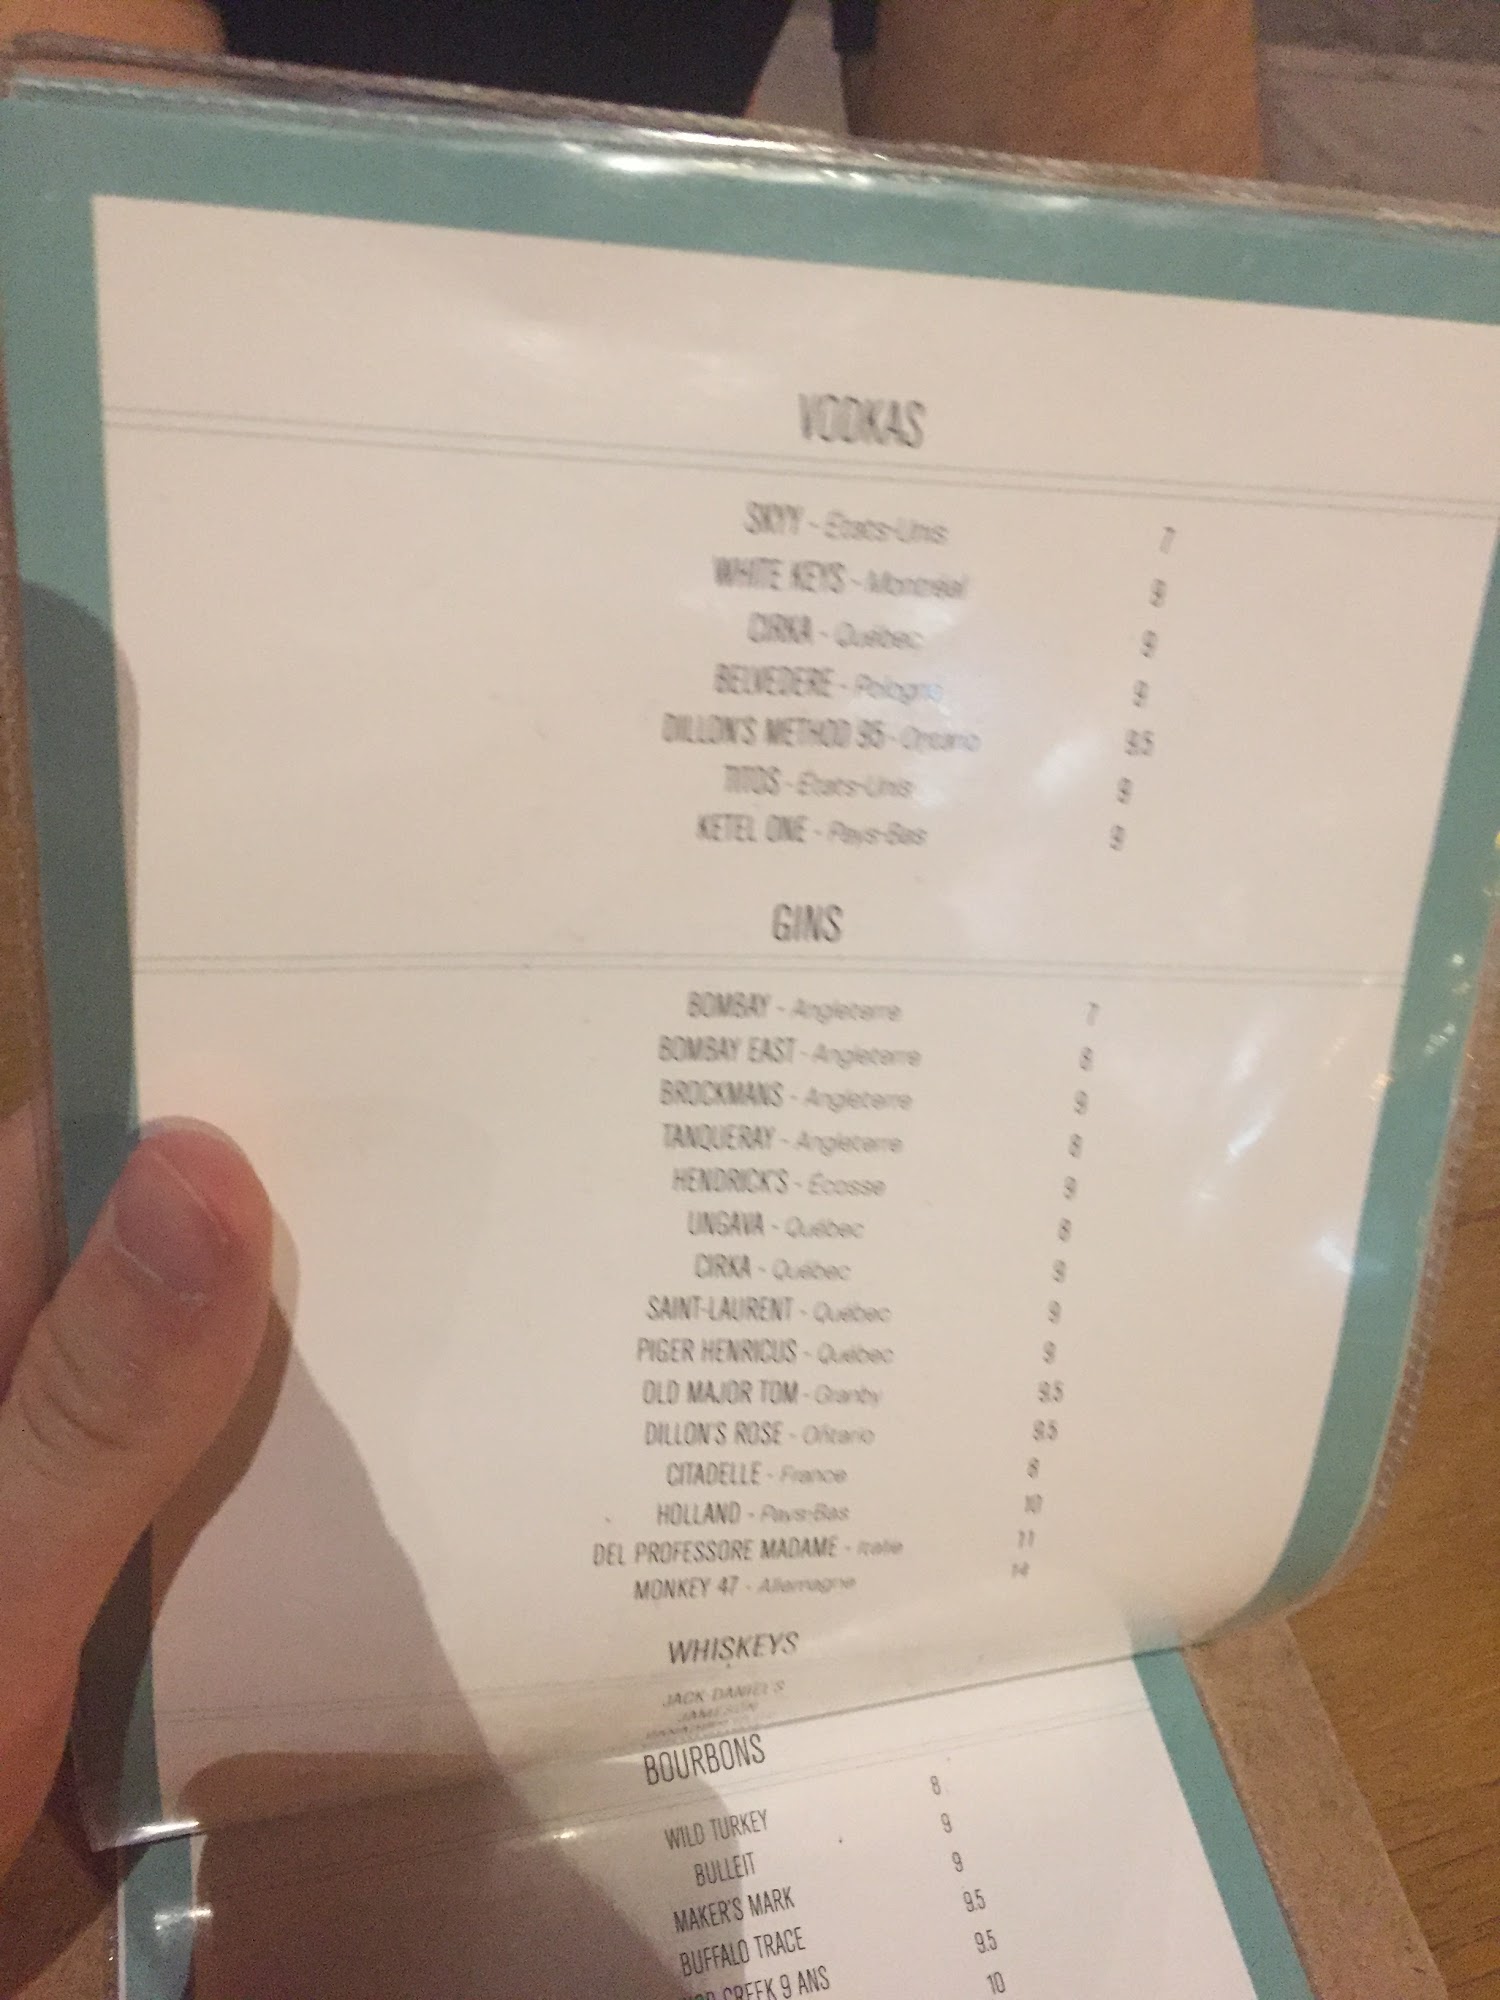 VODKAS
SKYY - États-Unis 7
WHITE KEYS - Montréal 9
CIRKA - Québec 9
BELVEDERE - Pologne 9
DILLON'S METHOD 95 - Ontario 9.5
TITOS - États-Unis 9
KETEL ONE - Pays-Bas 9
GINS
BOMBAY - Angleterre 7
BOMBAY EAST - Angleterre 8
BROCKMANS - Angleterre 9
TANQUERAY - Angleterre 8
HENDRICK'S - Écosse 9
UNGAVA - Québec 8
CIRKA - Québec 9
SAINT-LAURENT - Québec 9
PIGER HENRICUS - Québec 9
OLD MAJOR TOM - Granby 9.5
DILLON'S ROSE - Ontario 9.5
CITADELLE - France 8
HOLLAND - Pays-Bas 10
DEL PROFESSORE MADAME - Italie 11
MONKEY 47 - Allemagne 14
WHISKEYS
JACK DANIEL'S
JAMESON
BOURBONS
8
WILD TURKEY 9
BULLEIT 9
MAKER'S MARK 9.5
BUFFALO TRACE 9.5
CREEK 9 ANS 10